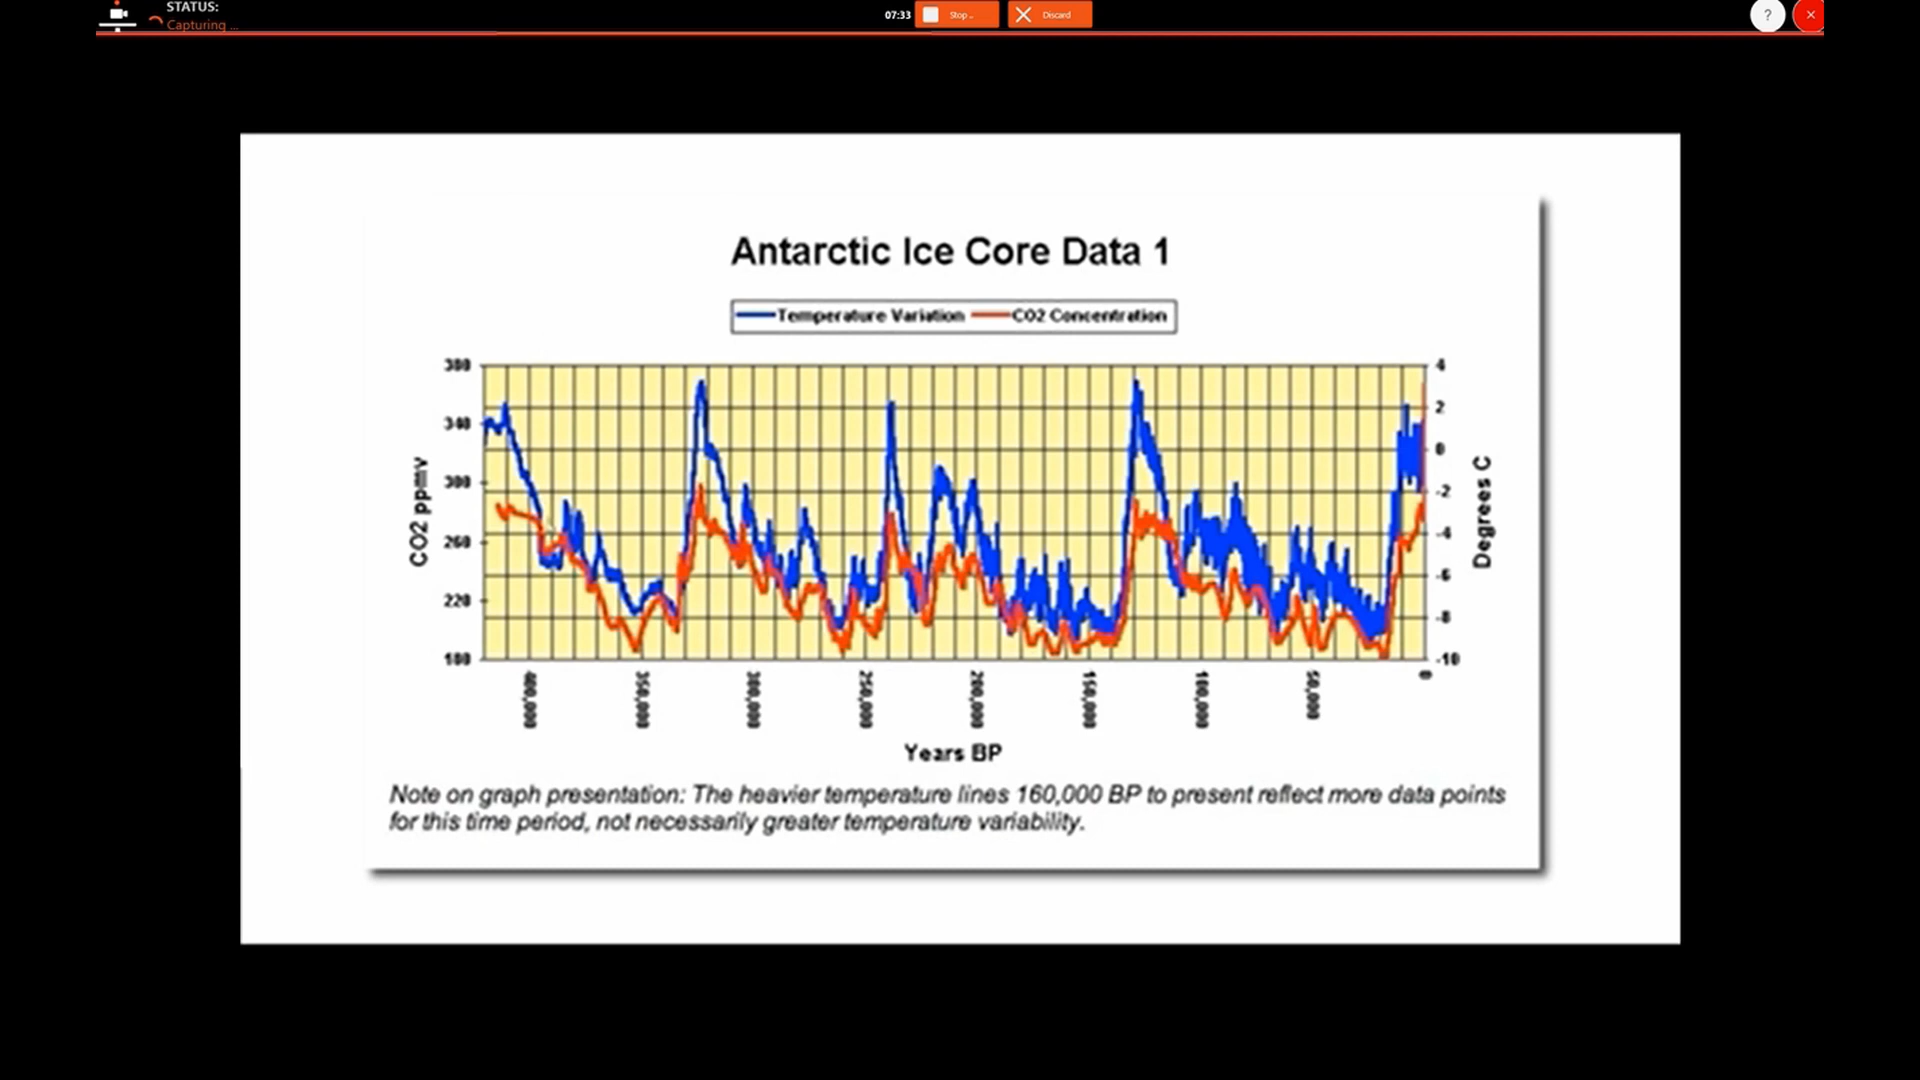 STATUS:
Capturing ...
07:33
Stop ..
Discard
?
Antarctic Ice Core Data 1
Temperature Variation CO2 Concentration
380
340
300
260
220
180
CO2 ppmv
4
2
0
-2
-4
-6
-8
-10
Degrees C
400,000
350,000
300,000
250,000
200,000
150,000
100,000
50,000
0
Years BP
Note on graph presentation: The heavier temperature lines 160,000 BP to present reflect more data points
for this time period, not necessarily greater temperature variability.